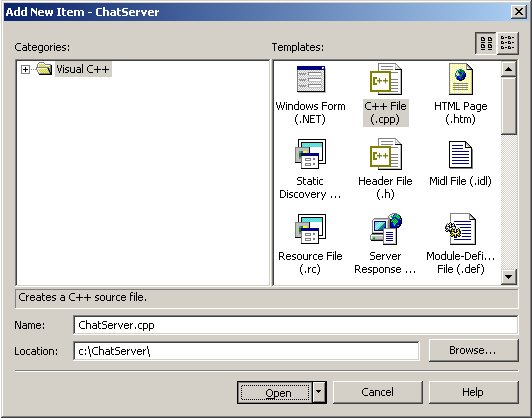 Add New Item - ChatServer
Categories:
Templates:
Visual C++
Windows Form (.NET)
C++ File (.cpp)
HTML Page (.htm)
Static Discovery ...
Header File (.h)
Midl File (.idl)
Resource File (.rc)
Server Response ...
Module-Defi... File (.def)
Creates a C++ source file.
Name:
ChatServer.cpp
Location:
c:\ChatServer\
Browse...
Open
Cancel
Help